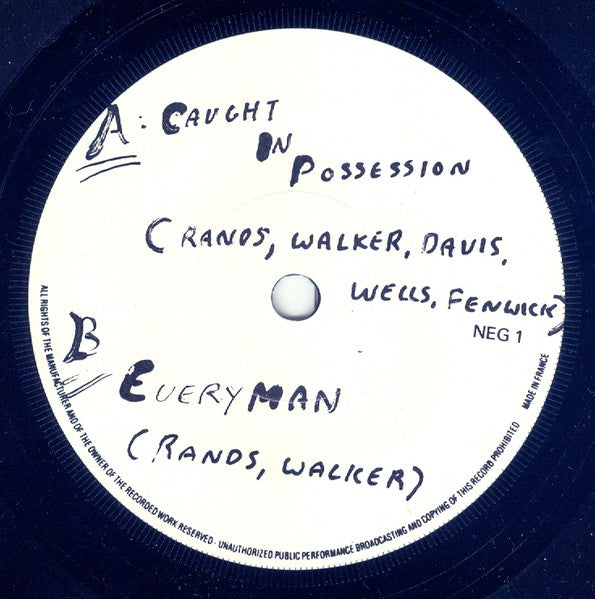 A: CAUGHT
IN
POSSESSION
(RANDS, WALKER, DAVIS,
WELLS, FENWICK)
NEG 1
B
EVERYMAN
(RANDS, WALKER)
MADE IN FRANCE
ALL RIGHTS OF THE MANUFACTURER AND OF THE OWNER OF THE RECORDED WORK RESERVED · UNAUTHORIZED PUBLIC PERFORMANCE BROADCASTING AND COPYING OF THIS RECORD PROHIBITED